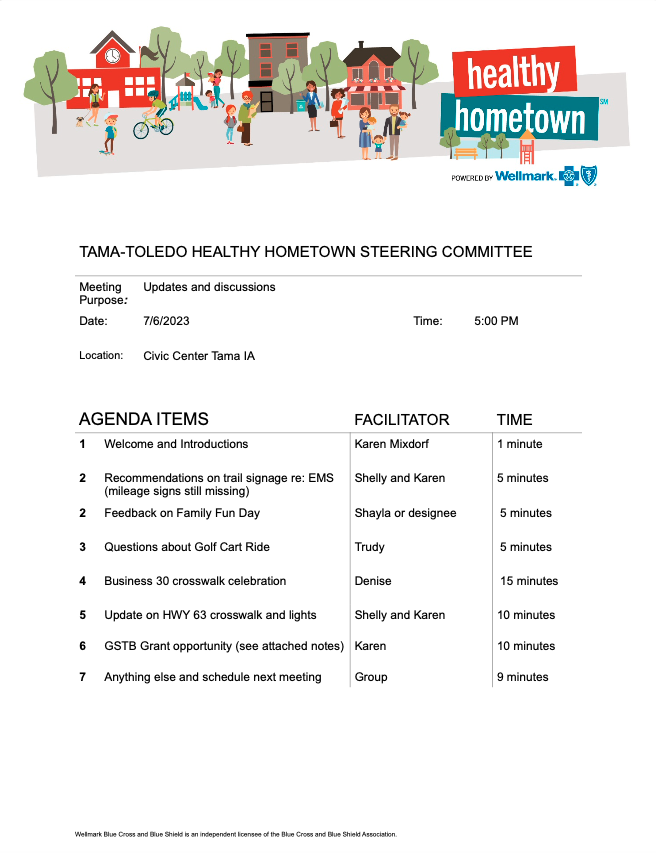 healthy
hometown SM
POWERED BY Wellmark.
TAMA-TOLEDO HEALTHY HOMETOWN STEERING COMMITTEE
Meeting Updates and discussions
Purpose:
Date: 7/6/2023 Time: 5:00 PM
Location: Civic Center Tama IA
AGENDA ITEMS FACILITATOR TIME
1 Welcome and Introductions Karen Mixdorf 1 minute
2 Recommendations on trail signage re: EMS Shelly and Karen 5 minutes
(mileage signs still missing)
2 Feedback on Family Fun Day Shayla or designee 5 minutes
3 Questions about Golf Cart Ride Trudy 5 minutes
4 Business 30 crosswalk celebration Denise 15 minutes
5 Update on HWY 63 crosswalk and lights Shelly and Karen 10 minutes
6 GSTB Grant opportunity (see attached notes) Karen 10 minutes
7 Anything else and schedule next meeting Group 9 minutes
Wellmark Blue Cross and Blue Shield is an independent licensee of the Blue Cross and Blue Shield Association.